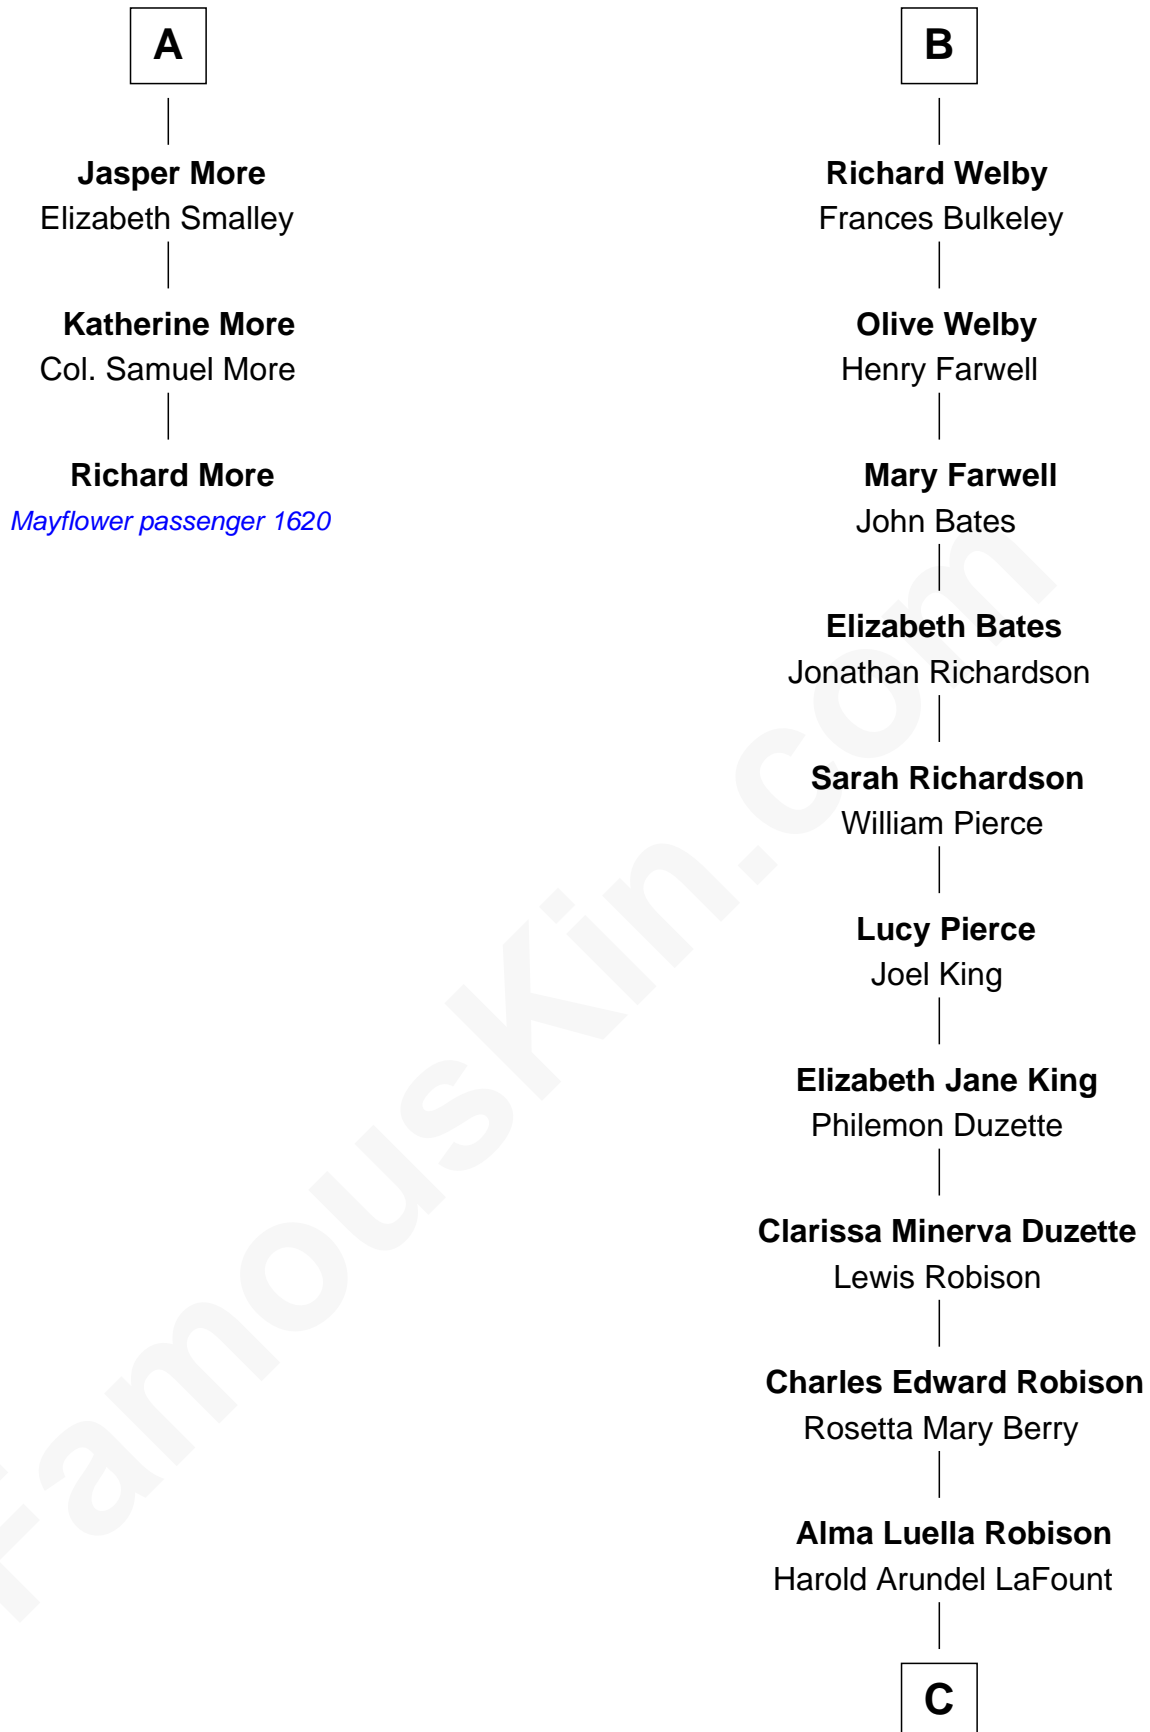 A
Jasper More
Elizabeth Smalley
Katherine More
Col. Samuel More
Richard More
Mayflower passenger 1620
B
Richard Welby
Frances Bulkeley
Olive Welby
Henry Farwell
Mary Farwell
John Bates
Elizabeth Bates
Jonathan Richardson
Sarah Richardson
William Pierce
Lucy Pierce
Joel King
Elizabeth Jane King
Philemon Duzette
Clarissa Minerva Duzette
Lewis Robison
Charles Edward Robison
Rosetta Mary Berry
Alma Luella Robison
Harold Arundel LaFount
C
FamousKin.com